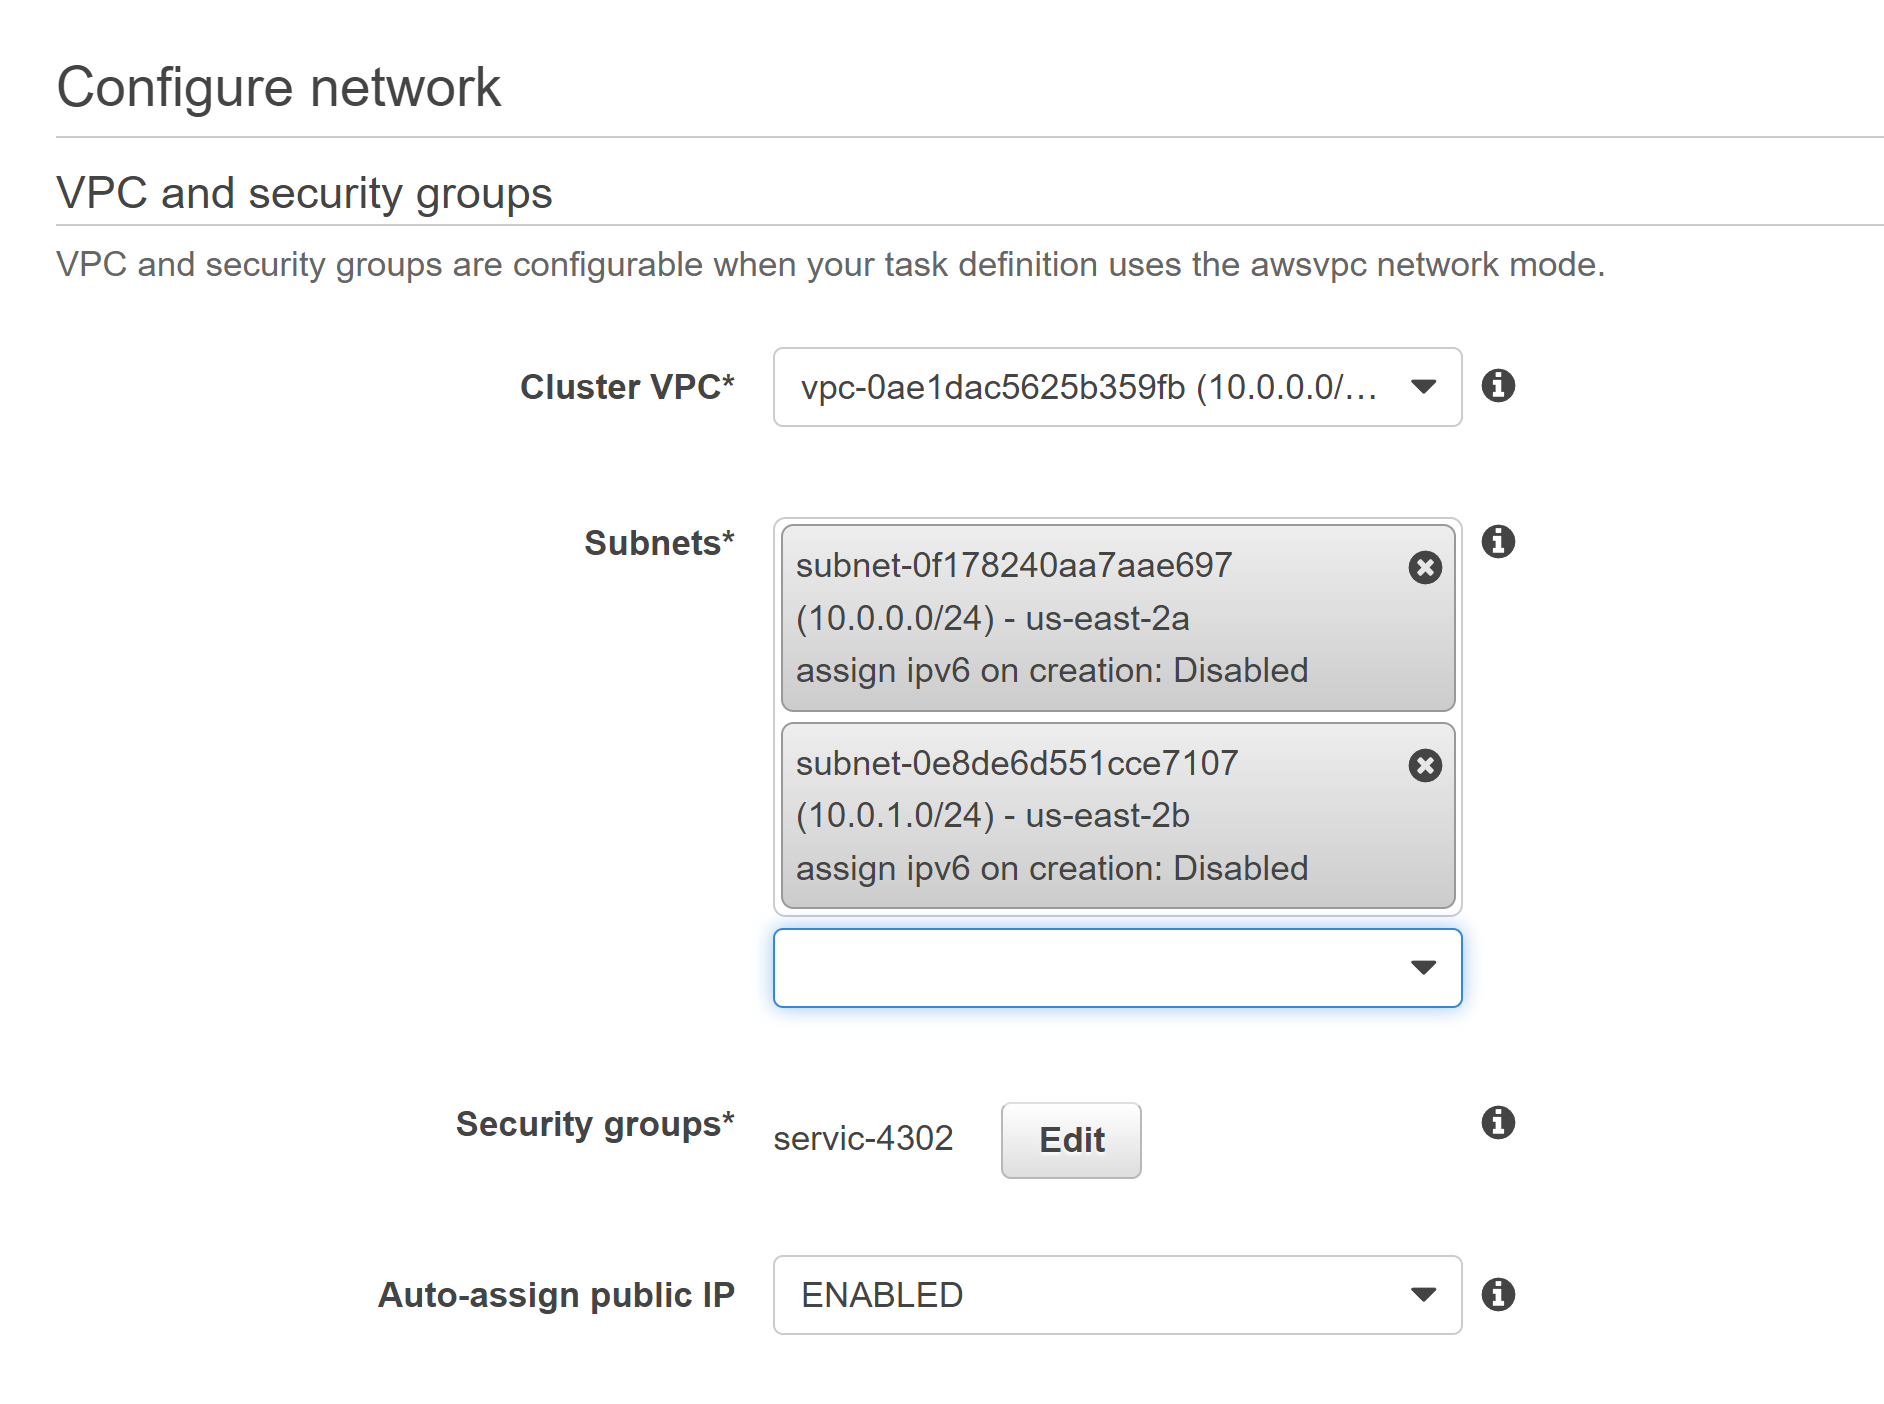 Configure network
VPC and security groups
VPC and security groups are configurable when your task definition uses the awsvpc network mode.
Cluster VPC*
vpc-0ae1dac5625b359fb (10.0.0.0/...
Subnets*
subnet-0f178240aa7aae697
(10.0.0.0/24) - us-east-2a
assign ipv6 on creation: Disabled
subnet-0e8de6d551cce7107
(10.0.1.0/24) - us-east-2b
assign ipv6 on creation: Disabled
Security groups*
servic-4302
Edit
Auto-assign public IP
ENABLED